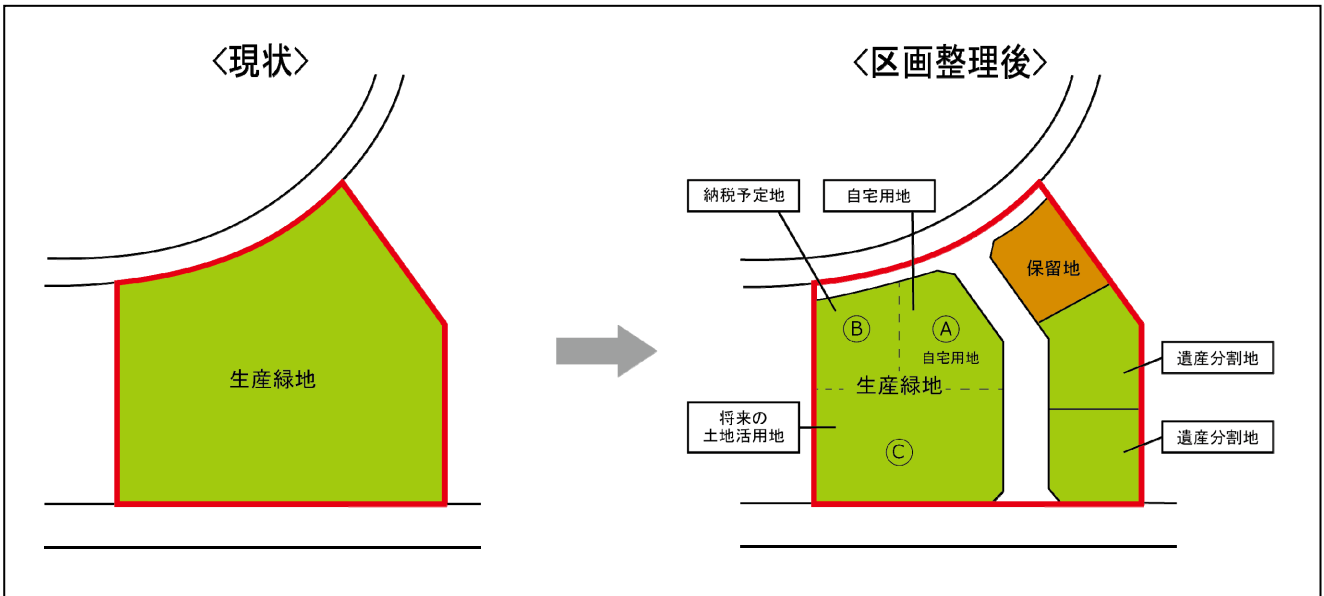 〈現状〉
生産緑地
〈区画整理後〉
納税予定地
自宅用地
保留地
Ⓑ
Ⓐ
自宅用地
生産緑地
遺産分割地
将来の
土地活用地
遺産分割地
Ⓒ